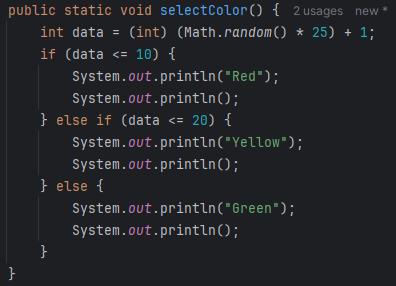 public static void selectColor() {  2 usages  new *
    int data = (int) (Math.random() * 25) + 1;
    if (data <= 10) {
        System.out.println("Red");
        System.out.println();
    } else if (data <= 20) {
        System.out.println("Yellow");
        System.out.println();
    } else {
        System.out.println("Green");
        System.out.println();
    }
}